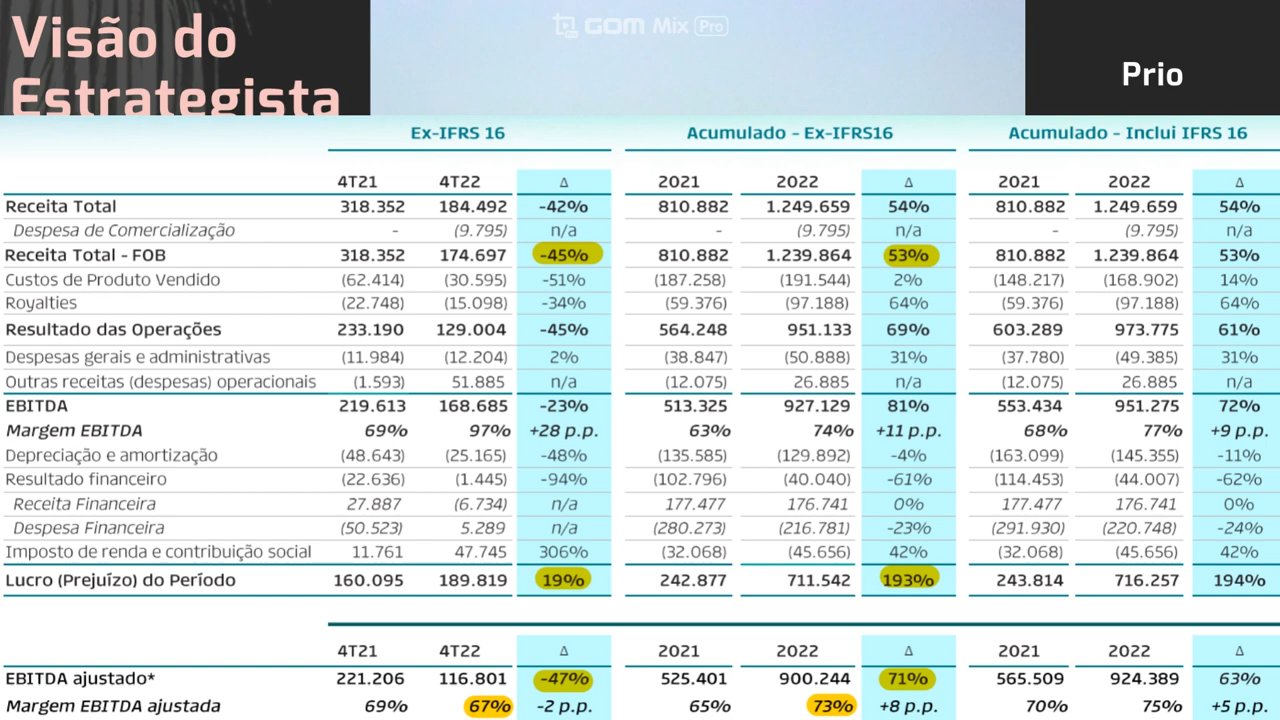 Visão do
Estrategista
GOM Mix Pro
Prio
Ex-IFRS 16 Acumulado - Ex-IFRS16 Acumulado - Inclui IFRS 16
4T21 4T22 Δ 2021 2022 Δ 2021 2022 Δ
Receita Total 318.352 184.492 -42% 810.882 1.249.659 54% 810.882 1.249.659 54%
Despesa de Comercialização - (9.795) n/a - (9.795) n/a - (9.795) n/a
Receita Total - FOB 318.352 174.697 -45% 810.882 1.239.864 53% 810.882 1.239.864 53%
Custos de Produto Vendido (62.414) (30.595) -51% (187.258) (191.544) 2% (148.217) (168.902) 14%
Royalties (22.748) (15.098) -34% (59.376) (97.188) 64% (59.376) (97.188) 64%
Resultado das Operações 233.190 129.004 -45% 564.248 951.133 69% 603.289 973.775 61%
Despesas gerais e administrativas (11.984) (12.204) 2% (38.847) (50.888) 31% (37.780) (49.385) 31%
Outras receitas (despesas) operacionais (1.593) 51.885 n/a (12.075) 26.885 n/a (12.075) 26.885 n/a
EBITDA 219.613 168.685 -23% 513.325 927.129 81% 553.434 951.275 72%
Margem EBITDA 69% 97% +28 p.p. 63% 74% +11 p.p. 68% 77% +9 p.p.
Depreciação e amortização (48.643) (25.165) -48% (135.585) (129.892) -4% (163.099) (145.355) -11%
Resultado financeiro (22.636) (1.445) -94% (102.796) (40.040) -61% (114.453) (44.007) -62%
Receita Financeira 27.887 (6.734) n/a 177.477 176.741 0% 177.477 176.741 0%
Despesa Financeira (50.523) 5.289 n/a (280.273) (216.781) -23% (291.930) (220.748) -24%
Imposto de renda e contribuição social 11.761 47.745 306% (32.068) (45.656) 42% (32.068) (45.656) 42%
Lucro (Prejuízo) do Período 160.095 189.819 19% 242.877 711.542 193% 243.814 716.257 194%
4T21 4T22 Δ 2021 2022 Δ 2021 2022 Δ
EBITDA ajustado* 221.206 116.801 -47% 525.401 900.244 71% 565.509 924.389 63%
Margem EBITDA ajustada 69% 67% -2 p.p. 65% 73% +8 p.p. 70% 75% +5 p.p.